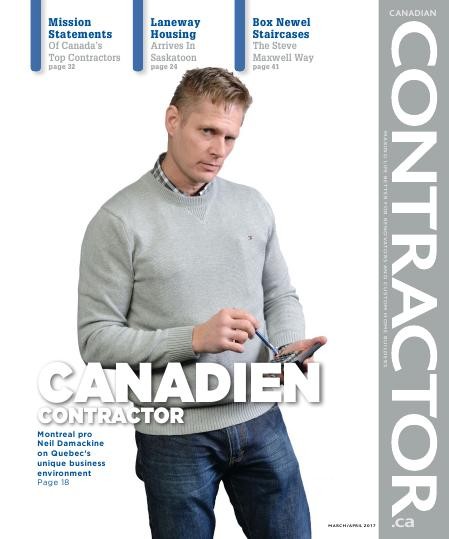 Mission
Statements
Of Canada's
Top Contractors
page 32
Laneway
Housing
Arrives In
Saskatoon
page 24
Box Newel
Staircases
The Steve
Maxwell Way
page 41
CANADIAN
CONTRACTOR
.ca
MAKING LIFE BETTER FOR RENOVATORS AND CUSTOM HOME BUILDERS
CANADIEN
CONTRACTOR
Montreal pro
Neil Damackine
on Quebec's
unique business
environment
Page 18
MARCH/APRIL 2017